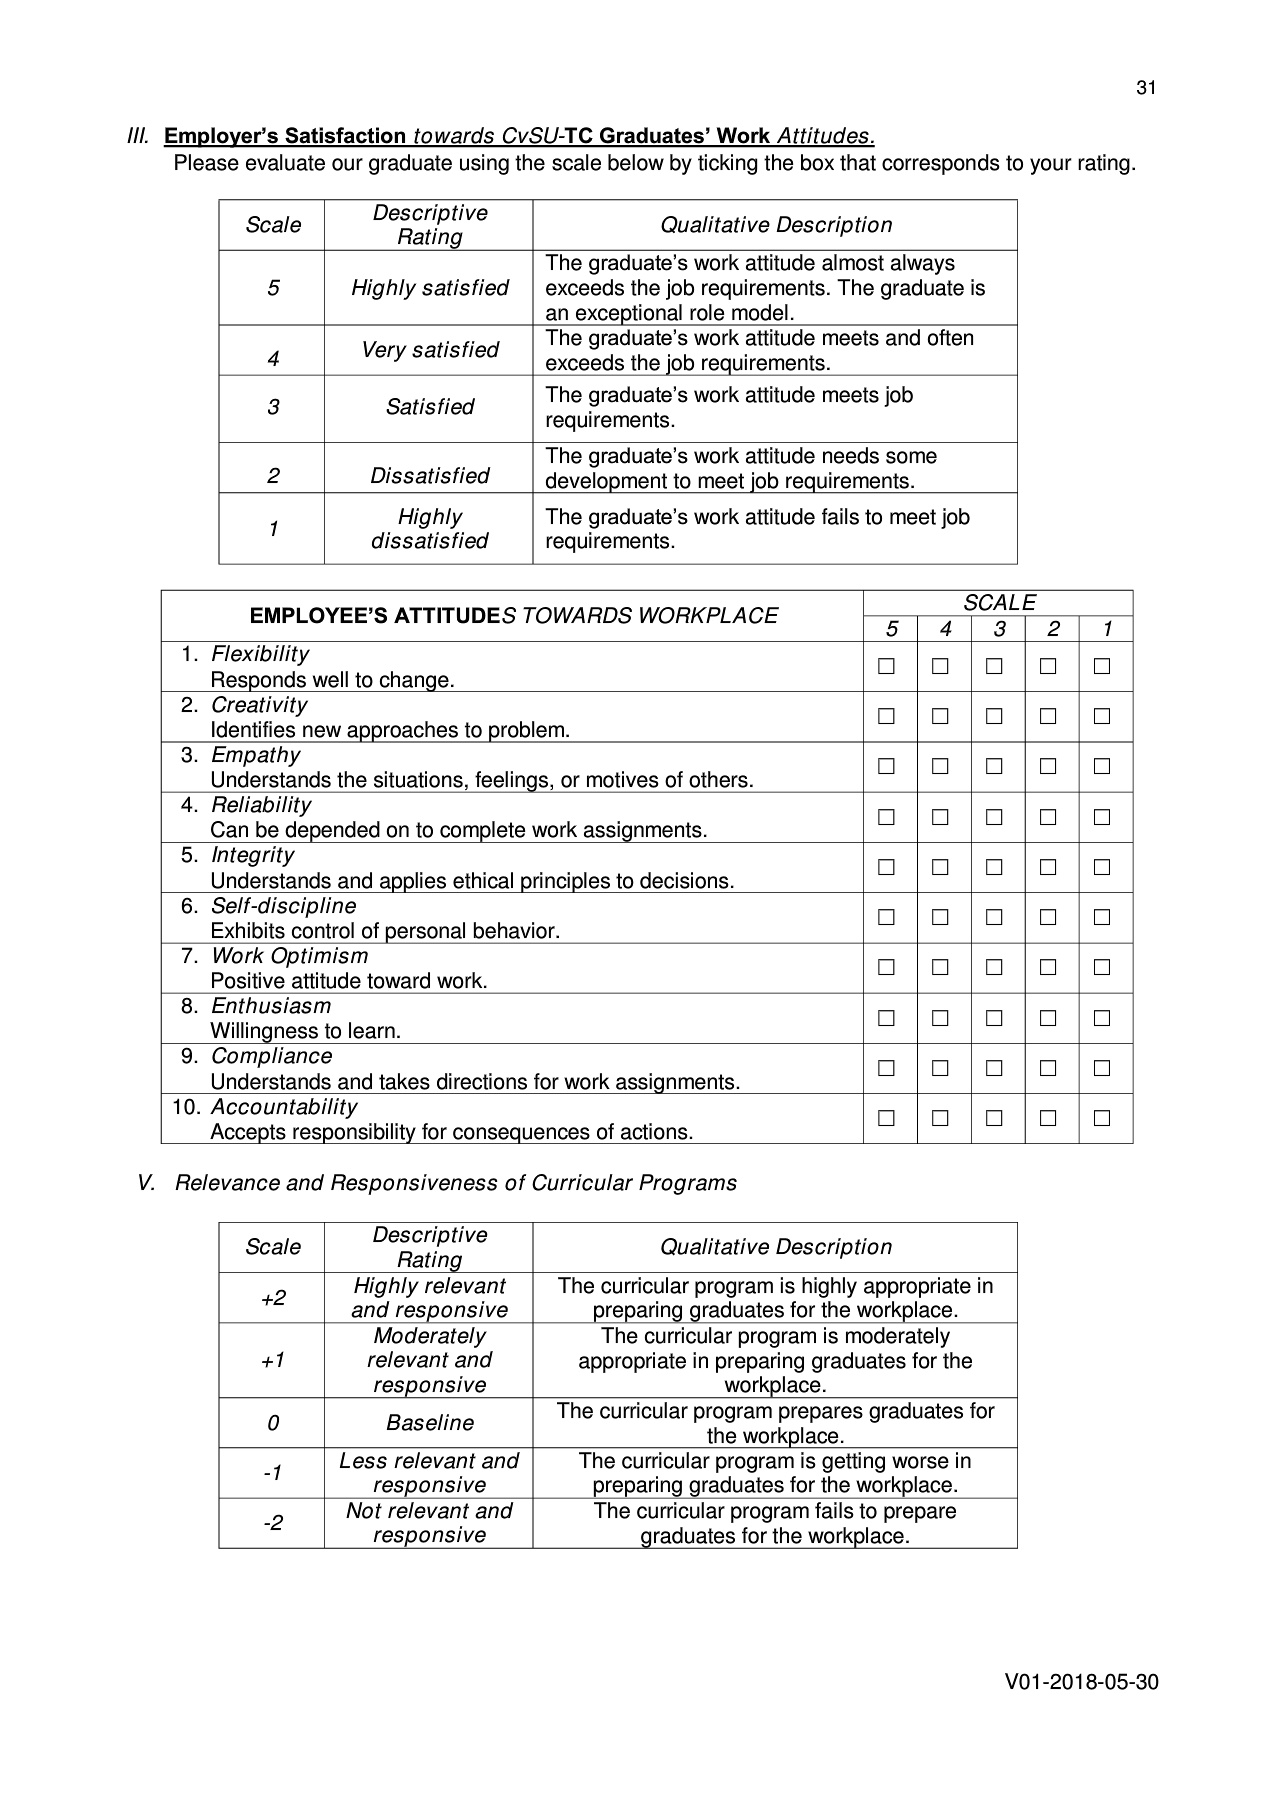 31
III. Employer’s Satisfaction towards CvSU-TC Graduates’ Work Attitudes.
Please evaluate our graduate using the scale below by ticking the box that corresponds to your rating.
Scale
Descriptive
Rating
Qualitative Description
5
Highly satisfied
The graduate’s work attitude almost always
exceeds the job requirements. The graduate is
an exceptional role model.
4
Very satisfied
The graduate’s work attitude meets and often
exceeds the job requirements.
3
Satisfied
The graduate’s work attitude meets job
requirements.
2
Dissatisfied
The graduate’s work attitude needs some
development to meet job requirements.
1
Highly
dissatisfied
The graduate’s work attitude fails to meet job
requirements.
EMPLOYEE’S ATTITUDES TOWARDS WORKPLACE
SCALE
5 4 3 2 1
1. Flexibility
Responds well to change.
☐ ☐ ☐ ☐ ☐
2. Creativity
Identifies new approaches to problem.
☐ ☐ ☐ ☐ ☐
3. Empathy
Understands the situations, feelings, or motives of others.
☐ ☐ ☐ ☐ ☐
4. Reliability
Can be depended on to complete work assignments.
☐ ☐ ☐ ☐ ☐
5. Integrity
Understands and applies ethical principles to decisions.
☐ ☐ ☐ ☐ ☐
6. Self-discipline
Exhibits control of personal behavior.
☐ ☐ ☐ ☐ ☐
7. Work Optimism
Positive attitude toward work.
☐ ☐ ☐ ☐ ☐
8. Enthusiasm
Willingness to learn.
☐ ☐ ☐ ☐ ☐
9. Compliance
Understands and takes directions for work assignments.
☐ ☐ ☐ ☐ ☐
10. Accountability
Accepts responsibility for consequences of actions.
☐ ☐ ☐ ☐ ☐
V. Relevance and Responsiveness of Curricular Programs
Scale
Descriptive
Rating
Qualitative Description
+2
Highly relevant
and responsive
The curricular program is highly appropriate in
preparing graduates for the workplace.
+1
Moderately
relevant and
responsive
The curricular program is moderately
appropriate in preparing graduates for the
workplace.
0
Baseline
The curricular program prepares graduates for
the workplace.
-1
Less relevant and
responsive
The curricular program is getting worse in
preparing graduates for the workplace.
-2
Not relevant and
responsive
The curricular program fails to prepare
graduates for the workplace.
V01-2018-05-30